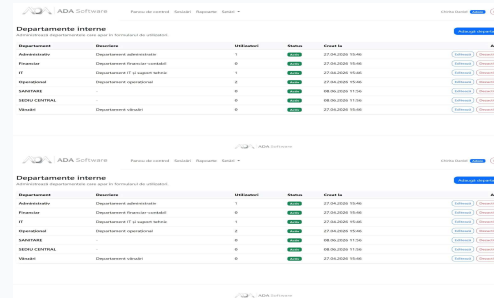 ADA Software
Panou de control Sesizări Rapoarte Setări
Departamente interne
Administrează departamentele care apar în formularul de utilizatori.
Adaugă departa
Departament Descriere Utilizatori Status Creat la
Administrativ Departament administrativ 1 Activ 27.04.2026 15:46 Editează
Financiar Departament financiar-contabil 0 Activ 27.04.2026 15:46 Editează
IT Departament IT și suport tehnic 1 Activ 27.04.2026 15:46 Editează
Operațional Departament operațional 2 Activ 27.04.2026 15:46 Editează
SANITARE - 0 Activ 08.06.2026 11:56 Editează
SEDIU CENTRAL - 0 Activ 08.06.2026 11:56 Editează
Vânzări Departament vânzări 0 Activ 27.04.2026 15:46 Editează
ADA Software
ADA Software
Panou de control Sesizări Rapoarte Setări
Departamente interne
Administrează departamentele care apar în formularul de utilizatori.
Adaugă departa
Departament Descriere Utilizatori Status Creat la
Administrativ Departament administrativ 1 Activ 27.04.2026 15:46 Editează
Financiar Departament financiar-contabil 0 Activ 27.04.2026 15:46 Editează
IT Departament IT și suport tehnic 1 Activ 27.04.2026 15:46 Editează
Operațional Departament operațional 2 Activ 27.04.2026 15:46 Editează
SANITARE - 0 Activ 08.06.2026 11:56 Editează
SEDIU CENTRAL - 0 Activ 08.06.2026 11:56 Editează
Vânzări Departament vânzări 0 Activ 27.04.2026 15:46 Editează
ADA Software